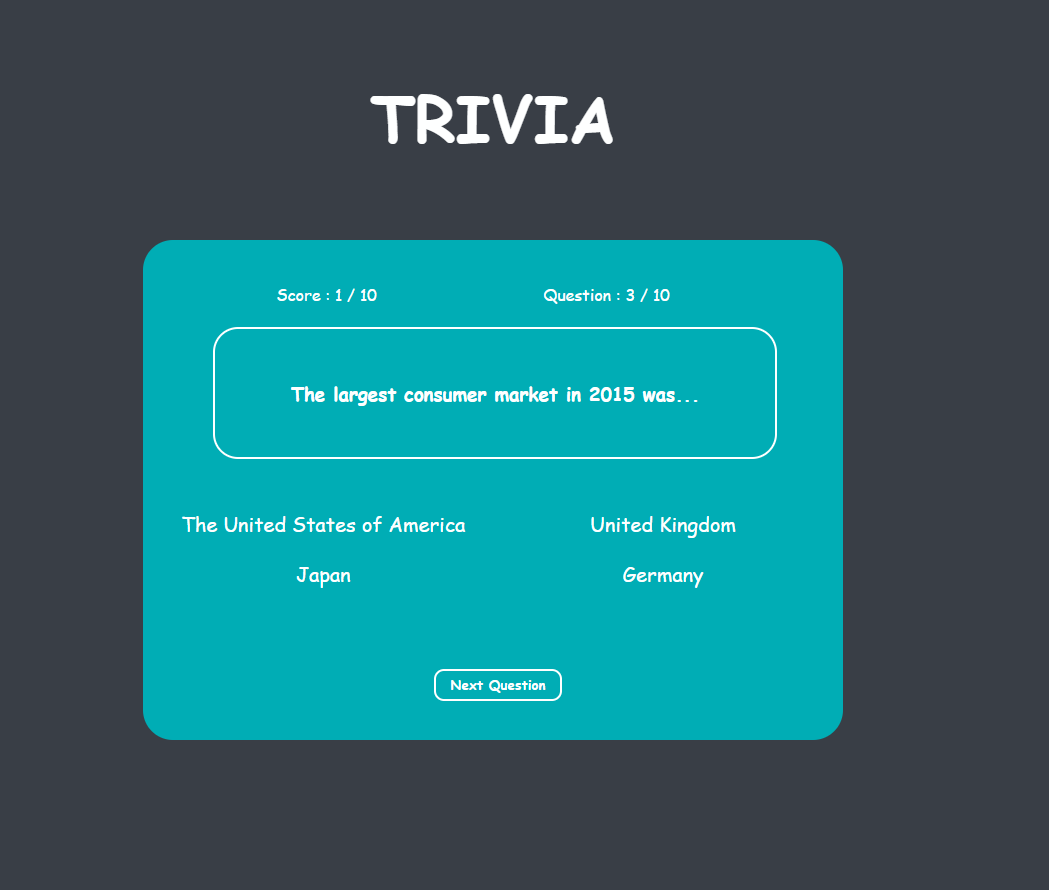 TRIVIA
Score : 1 / 10
Question : 3 / 10
The largest consumer market in 2015 was...
The United States of America
United Kingdom
Japan
Germany
Next Question